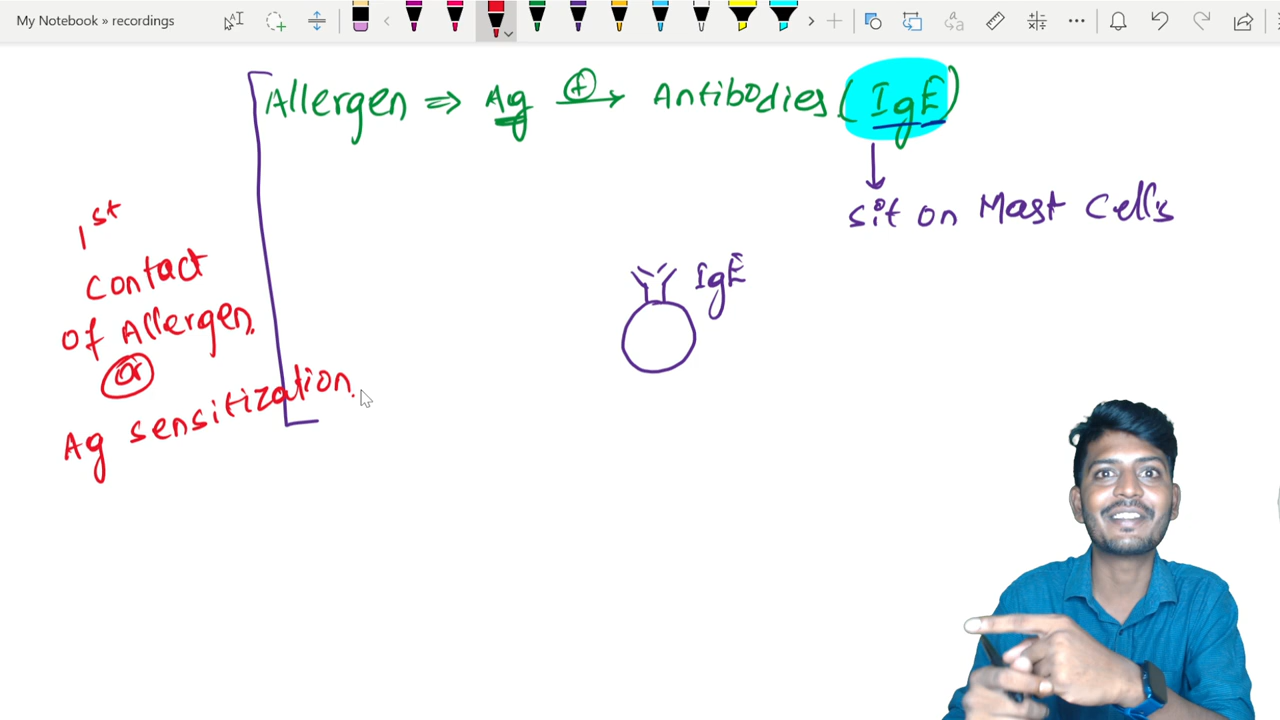 My Notebook » recordings
Allergen ⇒ Ag ⊕→ Antibodies (IgE)
↓
sit on Mast Cells
IgE
1st
Contact
of Allergen.
or
Ag sensitization.